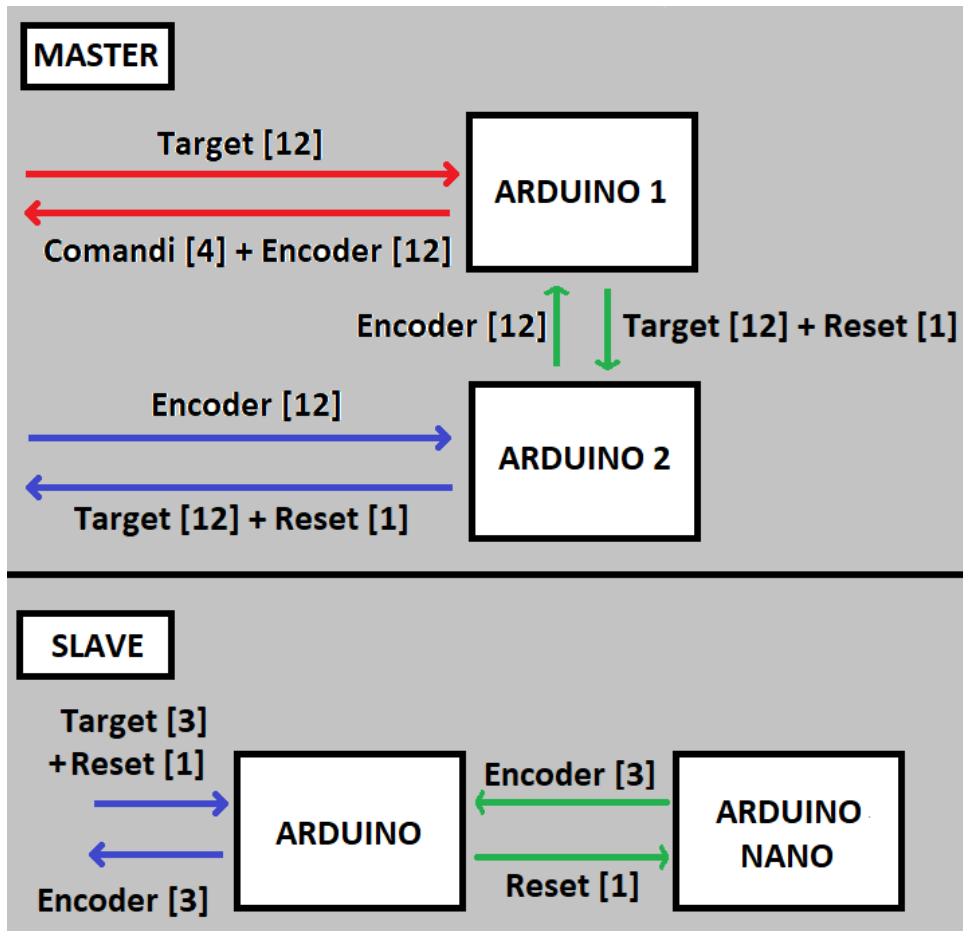 MASTER
Target [12]
ARDUINO 1
Comandi [4] + Encoder [12]
Encoder [12]
Target [12] + Reset [1]
Encoder [12]
ARDUINO 2
Target [12] + Reset [1]
SLAVE
Target [3]
+Reset [1]
Encoder [3]
ARDUINO
ARDUINO
NANO
Reset [1]
Encoder [3]